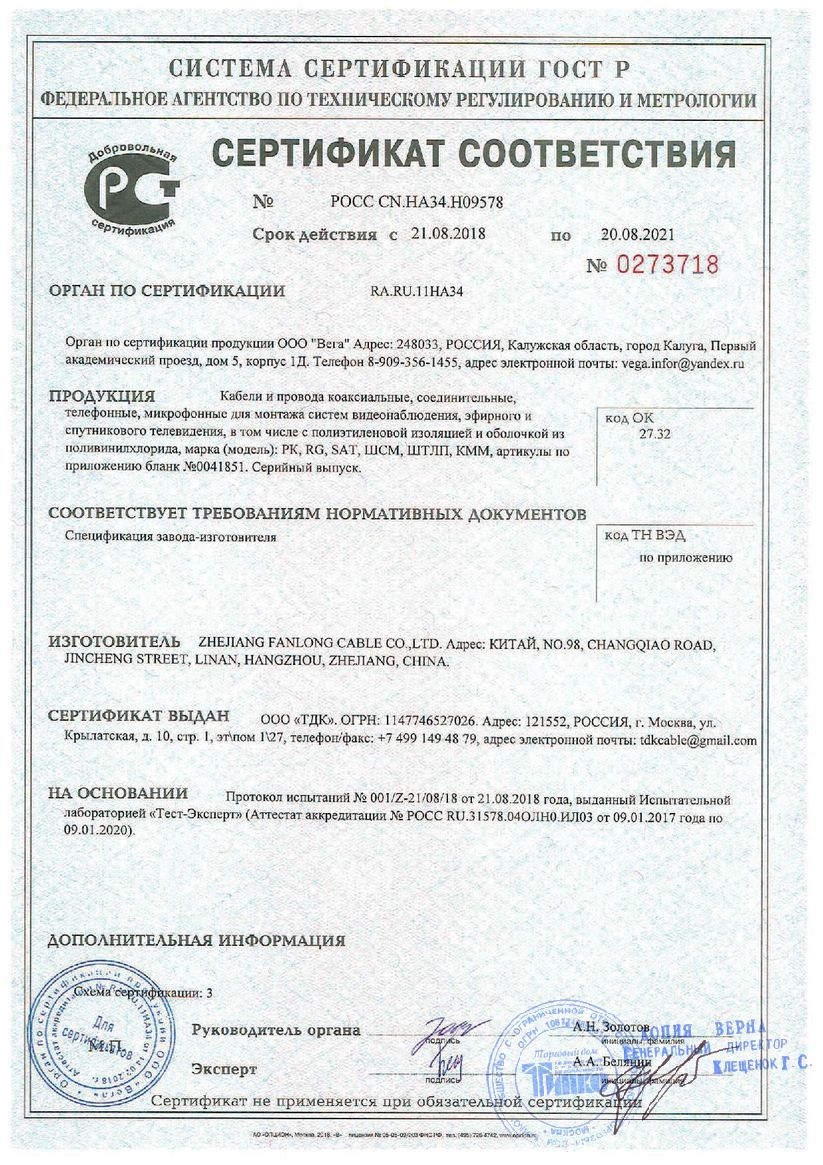 СИСТЕМА СЕРТИФИКАЦИИ ГОСТ Р
ФЕДЕРАЛЬНОЕ АГЕНТСТВО ПО ТЕХНИЧЕСКОМУ РЕГУЛИРОВАНИЮ И МЕТРОЛОГИИ
Добровольная
РСТ
сертификация
СЕРТИФИКАТ СООТВЕТСТВИЯ
№ РОСС CN.НА34.Н09578
Срок действия с 21.08.2018 по 20.08.2021
№ 0273718
ОРГАН ПО СЕРТИФИКАЦИИ RA.RU.11НА34
Орган по сертификации продукции ООО "Вега" Адрес: 248033, РОССИЯ, Калужская область, город Калуга, Первый
академический проезд, дом 5, корпус 1Д. Телефон 8-909-356-1455, адрес электронной почты: vega.infor@yandex.ru
ПРОДУКЦИЯ Кабели и провода коаксиальные, соединительные,
телефонные, микрофонные для монтажа систем видеонаблюдения, эфирного и
спутникового телевидения, в том числе с полиэтиленовой изоляцией и оболочкой из
поливинилхлорида, марка (модель): РК, RG, SAT, ШСМ, ШТЛП, КММ, артикулы по
приложению бланк №0041851. Серийный выпуск.
код ОК
27.32
СООТВЕТСТВУЕТ ТРЕБОВАНИЯМ НОРМАТИВНЫХ ДОКУМЕНТОВ
Спецификация завода-изготовителя
код ТН ВЭД
по приложению
ИЗГОТОВИТЕЛЬ ZHEJIANG FANLONG CABLE CO.,LTD. Адрес: КИТАЙ, NO.98, CHANGQIAO ROAD,
JINCHENG STREET, LINAN, HANGZHOU, ZHEJIANG, CHINA.
СЕРТИФИКАТ ВЫДАН ООО «ТДК». ОГРН: 1147746527026. Адрес: 121552, РОССИЯ, г. Москва, ул.
Крылатская, д. 10, стр. 1, эт\пом 1\27, телефон/факс: +7 499 149 48 79, адрес электронной почты: tdkcable@gmail.com
НА ОСНОВАНИИ Протокол испытаний № 001/Z-21/08/18 от 21.08.2018 года, выданный Испытательной
лабораторией «Тест-Эксперт» (Аттестат аккредитации № РОСС RU.31578.04ОЛН0.ИЛ03 от 09.01.2017 года по
09.01.2020).
ДОПОЛНИТЕЛЬНАЯ ИНФОРМАЦИЯ
Схема сертификации: 3
Орган по сертификации продукции ООО «Вега»
Для
сертификатов
М.П.
Руководитель органа
подпись
А.Н. Золотов
инициалы, фамилия
Эксперт
подпись
А.А. Белянин
инициалы, фамилия
Торговый дом
МОСКВА
КОПИЯ ВЕРНА
ГЕНЕРАЛЬНЫЙ ДИРЕКТОР
КЛЕЩЕНОК Г.С.
Сертификат не применяется при обязательной сертификации